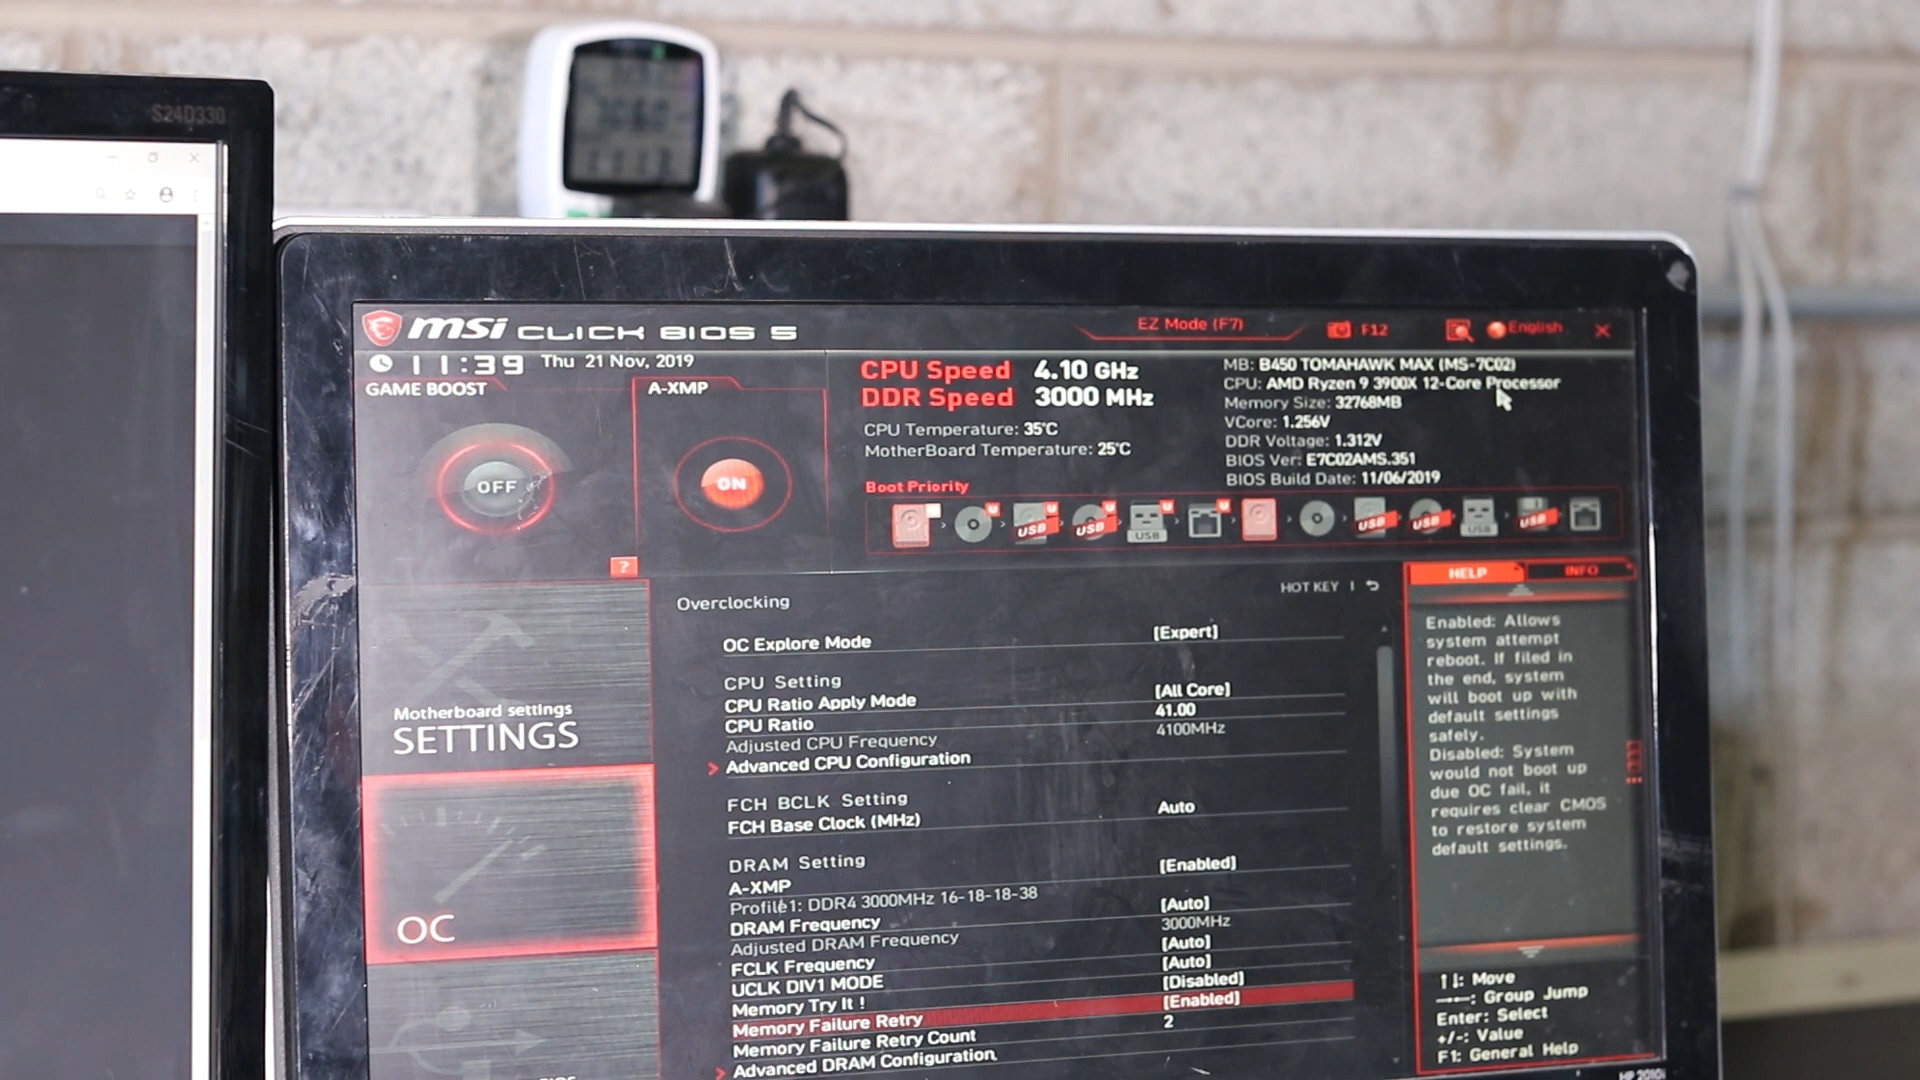 S24D330
msi CLICK BIOS 5
EZ Mode (F7)
F12
English
11:39 Thu 21 Nov, 2019
GAME BOOST
OFF
A-XMP
ON
CPU Speed 4.10 GHz
DDR Speed 3000 MHz
CPU Temperature: 35°C
MotherBoard Temperature: 25°C
MB: B450 TOMAHAWK MAX (MS-7C02)
CPU: AMD Ryzen 9 3900X 12-Core Processor
Memory Size: 32768MB
VCore: 1.256V
DDR Voltage: 1.312V
BIOS Ver: E7C02AMS.351
BIOS Build Date: 11/06/2019
Boot Priority
USB
USB
USB
USB
USB
USB
USB
?
Motherboard settings
SETTINGS
OC
Overclocking
HOT KEY
OC Explore Mode [Expert]
CPU Setting
CPU Ratio Apply Mode [All Core]
CPU Ratio 41.00
Adjusted CPU Frequency 4100MHz
> Advanced CPU Configuration
FCH BCLK Setting
FCH Base Clock (MHz) Auto
DRAM Setting
A-XMP [Enabled]
Profile1: DDR4 3000MHz 16-18-18-38
DRAM Frequency [Auto]
Adjusted DRAM Frequency 3000MHz
FCLK Frequency [Auto]
UCLK DIV1 MODE [Auto]
Memory Try It ! [Disabled]
Memory Failure Retry [Enabled]
Memory Failure Retry Count 2
> Advanced DRAM Configuration
HELP
INFO
Enabled: Allows
system attempt
reboot. If filed in
the end, system
will boot up with
default settings
safely.
Disabled: System
would not boot up
due OC fail, it
requires clear CMOS
to restore system
default settings.
↑↓: Move
→←: Group Jump
Enter: Select
+/-: Value
F1: General Help
HP 2010i